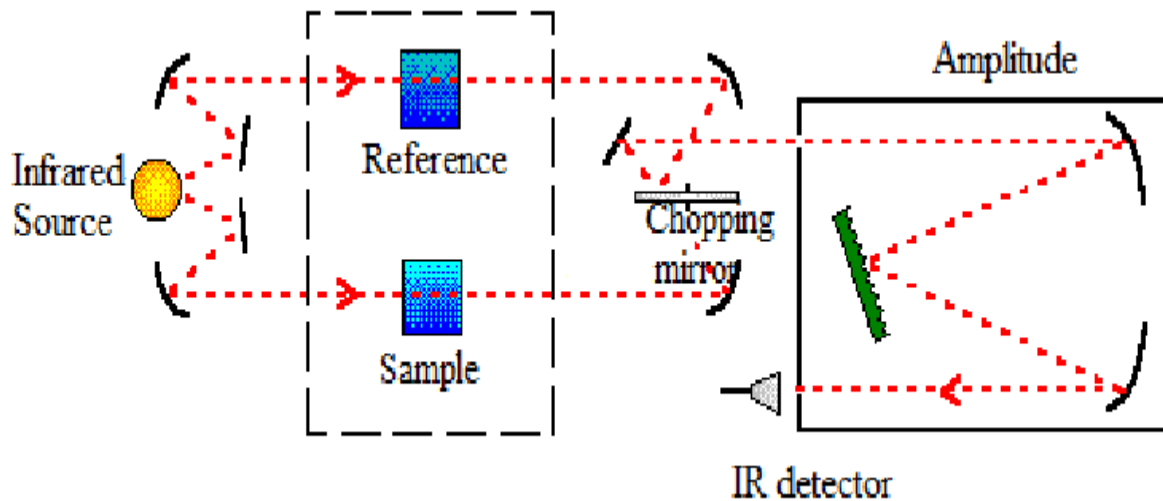 Amplitude
Infrared
Source
Reference
Chopping
mirror
Sample
IR detector